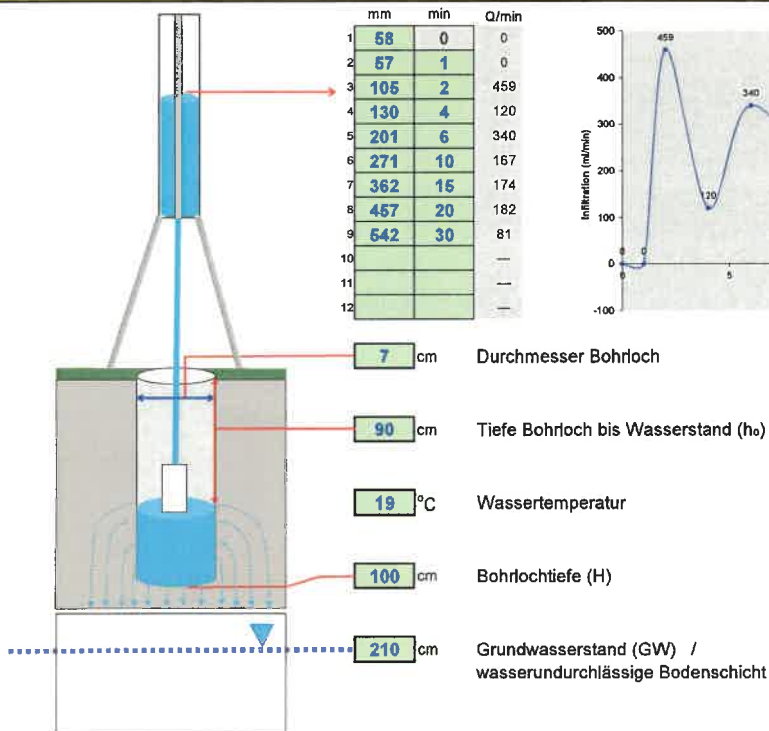 mm min Q/min
1 58 0 0
2 57 1 0
3 105 2 459
4 130 4 120
5 201 6 340
6 271 10 167
7 362 15 174
8 457 20 182
9 542 30 81
10 —
11 —
12 —
Infiltration (ml/min)
500
400
300
200
100
0
-100
0 5
0 0 459 120 340
7 cm Durchmesser Bohrloch
90 cm Tiefe Bohrloch bis Wasserstand (h₀)
19 °C Wassertemperatur
100 cm Bohrlochtiefe (H)
210 cm Grundwasserstand (GW) /
wasserundurchlässige Bodenschicht